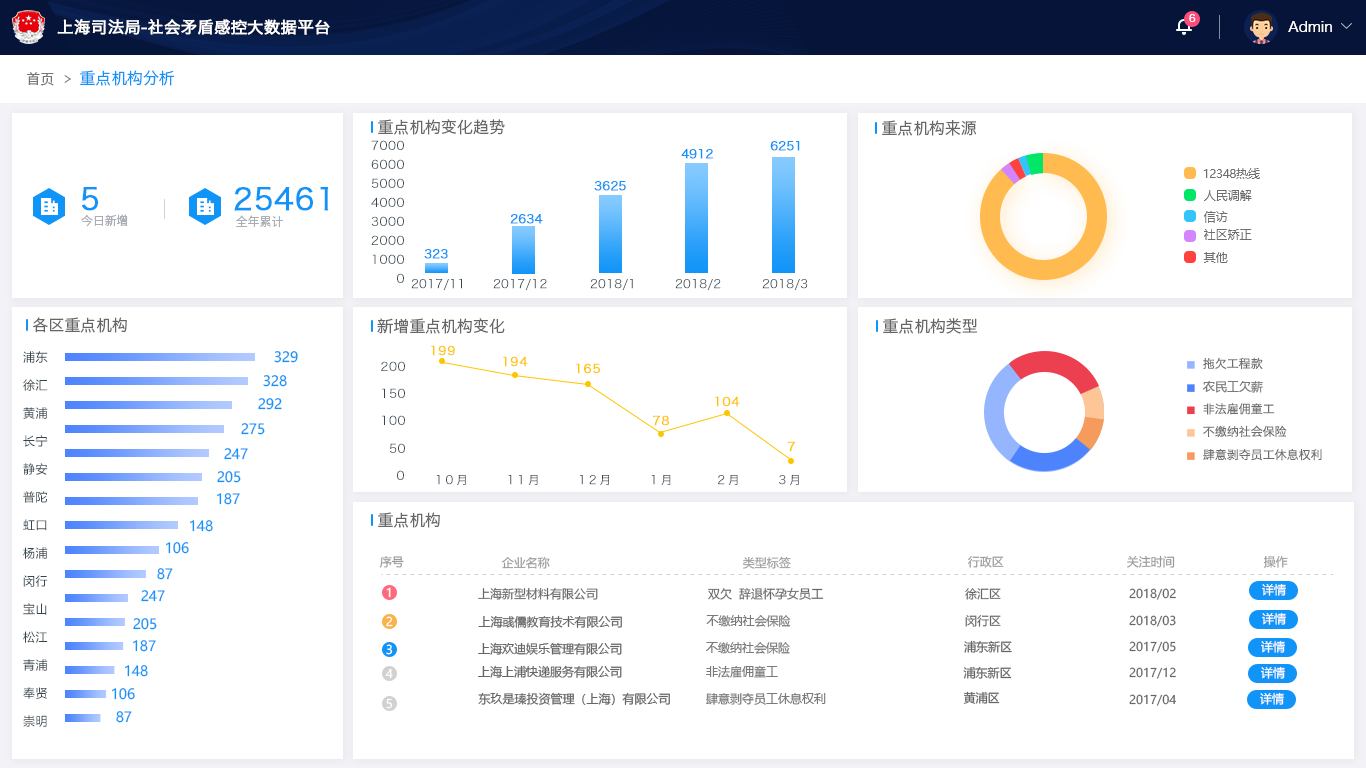 上海司法局-社会矛盾感控大数据平台
6
Admin
首页 > 重点机构分析
5
今日新增
25461
全年累计
重点机构变化趋势
7000
6000
5000
4000
3000
2000
1000
0
323
2634
3625
4912
6251
2017/11 2017/12 2018/1 2018/2 2018/3
重点机构来源
12348热线
人民调解
信访
社区矫正
其他
各区重点机构
浦东 329
徐汇 328
黄浦 292
长宁 275
静安 247
普陀 205
187
虹口 148
杨浦 106
闵行 87
宝山 247
松江 205
187
青浦 148
奉贤 106
崇明 87
新增重点机构变化
200
150
100
50
0
199
194
165
78
104
7
10月 11月 12月 1月 2月 3月
重点机构类型
拖欠工程款
农民工欠薪
非法雇佣童工
不缴纳社会保险
肆意剥夺员工休息权利
重点机构
序号 企业名称 类型标签 行政区 关注时间 操作
1 上海新型材料有限公司 双欠 辞退怀孕女员工 徐汇区 2018/02 详情
2 上海彧儒教育技术有限公司 不缴纳社会保险 闵行区 2018/03 详情
3 上海欢迪娱乐管理有限公司 不缴纳社会保险 浦东新区 2017/05 详情
4 上海上浦快递服务有限公司 非法雇佣童工 浦东新区 2017/12 详情
5 东玖是瑧投资管理（上海）有限公司 肆意剥夺员工休息权利 黄浦区 2017/04 详情